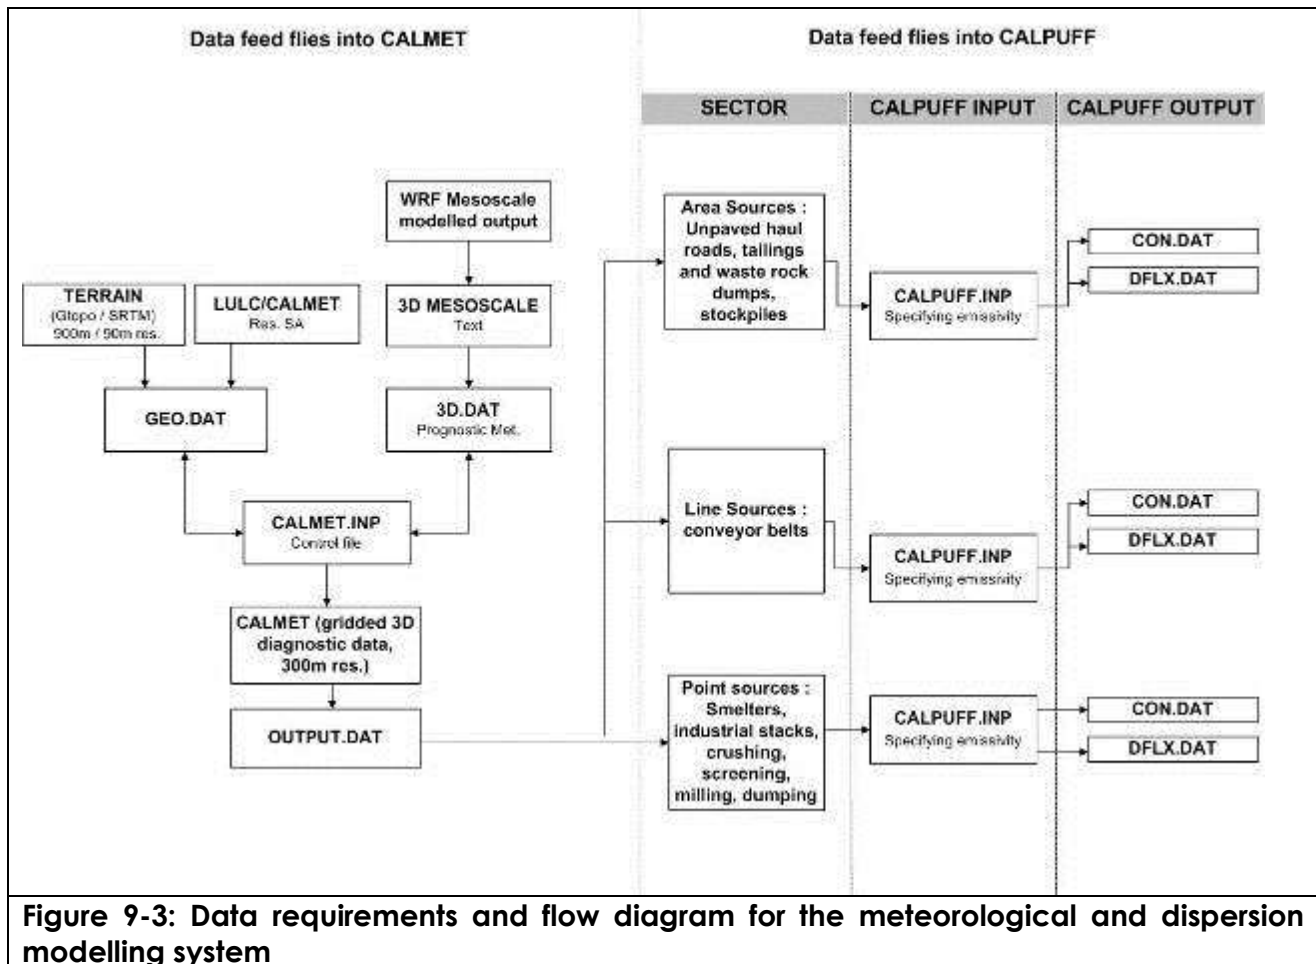 Data feed flies into CALMET
Data feed flies into CALPUFF
SECTOR
CALPUFF INPUT
CALPUFF OUTPUT
WRF Mesoscale
modelled output
TERRAIN
(Gtopo / SRTM)
900m / 90m res.
LULC/CALMET
Res. SA
3D MESOSCALE
Text
GEO.DAT
3D.DAT
Prognostic Met.
CALMET.INP
Control file
CALMET (gridded 3D
diagnostic data,
300m res.)
OUTPUT.DAT
Area Sources :
Unpaved haul
roads, tailings
and waste rock
dumps,
stockpiles
CALPUFF.INP
Specifying emissivity
CON.DAT
DFLX.DAT
Line Sources :
conveyor belts
CALPUFF.INP
Specifying emissivity
CON.DAT
DFLX.DAT
Point sources :
Smelters,
industrial stacks,
crushing,
screening,
milling, dumping
CALPUFF.INP
Specifying emissivity
CON.DAT
DFLX.DAT
Figure 9-3: Data requirements and flow diagram for the meteorological and dispersion
modelling system